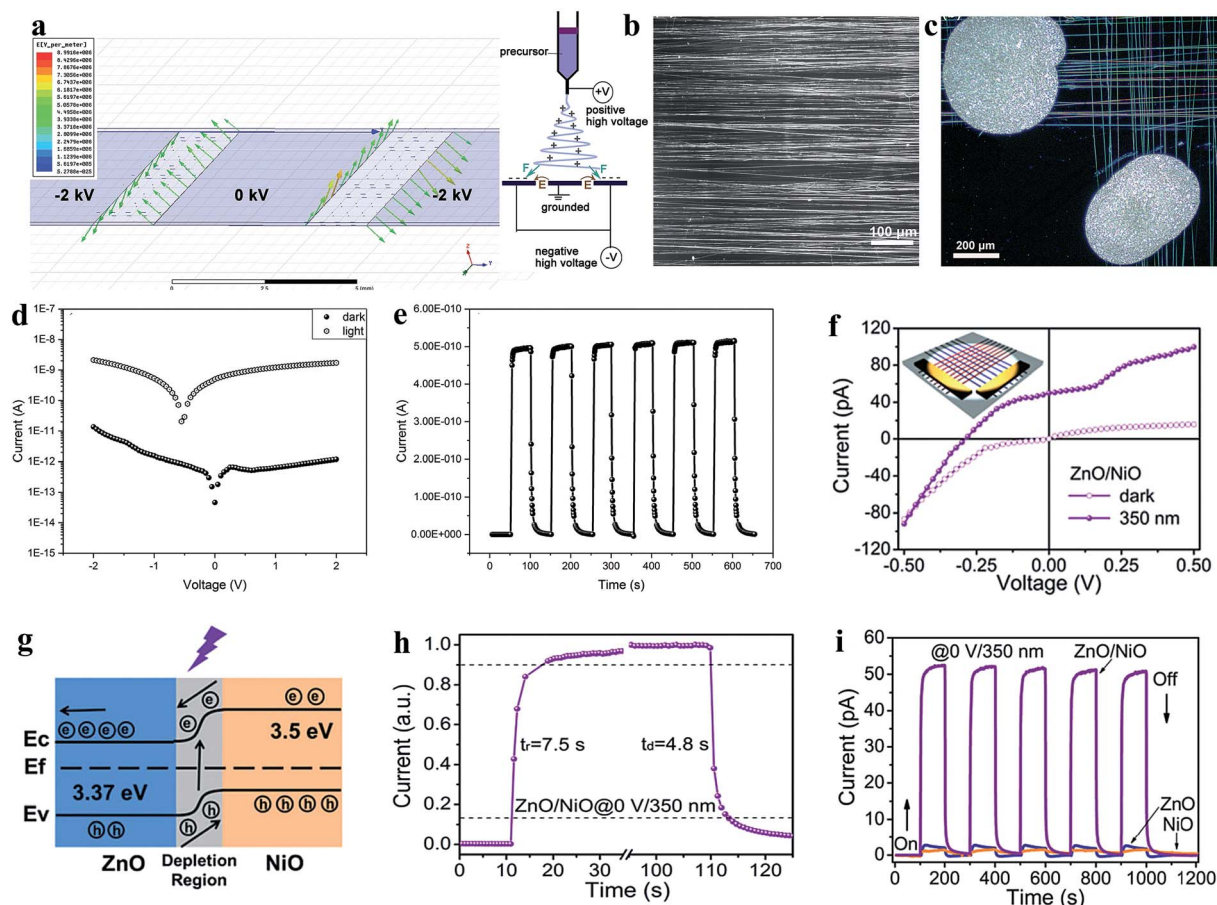 a
E[V_per_meter]
-2 kV
0 kV
-2 kV
0
2.5
5 (mm)
precursor
+V
positive
high voltage
F
F
E
E
grounded
negative
high voltage
-V
b
100 μm
c
200 μm
d
1E-7
1E-8
1E-9
1E-10
1E-11
1E-12
1E-13
1E-14
1E-15
Current (A)
dark
light
-2
-1
0
1
2
Voltage (V)
e
6.00E-010
5.00E-010
4.00E-010
3.00E-010
2.00E-010
1.00E-010
0.00E+000
Current (A)
0
100
200
300
400
500
600
700
Time (s)
f
120
80
40
0
-40
-80
-120
Current (pA)
ZnO/NiO
dark
350 nm
-0.50
-0.25
0.00
0.25
0.50
Voltage (V)
g
Ec
Ef
Ev
e e e e
e e
e e
3.5 eV
3.37 eV
h h
h h
h h h h
ZnO
Depletion
Region
NiO
h
1.0
0.8
0.6
0.4
0.2
0.0
Current (a.u.)
tr=7.5 s
td=4.8 s
ZnO/NiO@0 V/350 nm
0
10
20
30
100
110
120
Time (s)
i
60
50
40
30
20
10
0
Current (pA)
@0 V/350 nm
ZnO/NiO
Off
ZnO
NiO
On
0
200
400
600
800
1000
1200
Time (s)